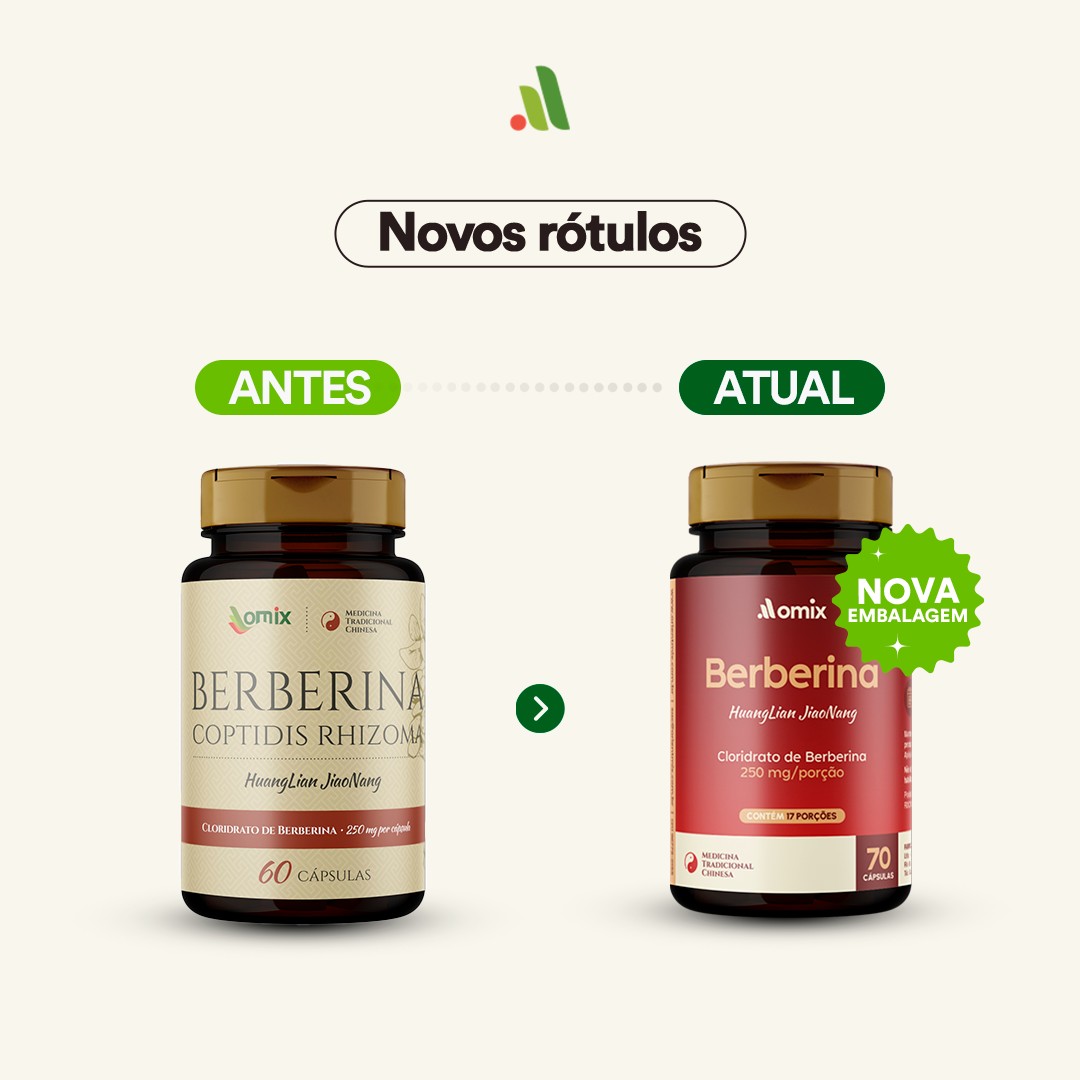 Novos rótulos
ANTES
ATUAL
omix
MEDICINA
TRADICIONAL
CHINESA
BERBERINA
COPTIDIS RHIZOMA
HuangLian JiaoNang
CLORIDRATO DE BERBERINA · 250 mg per cápsula
60 CÁPSULAS
NOVA
EMBALAGEM
Aomix
Berberina
HuangLian JiaoNang
Cloridrato de Berberina
250 mg/porção
CONTÉM 17 PORÇÕES
MEDICINA
TRADICIONAL
CHINESA
70
CÁPSULAS